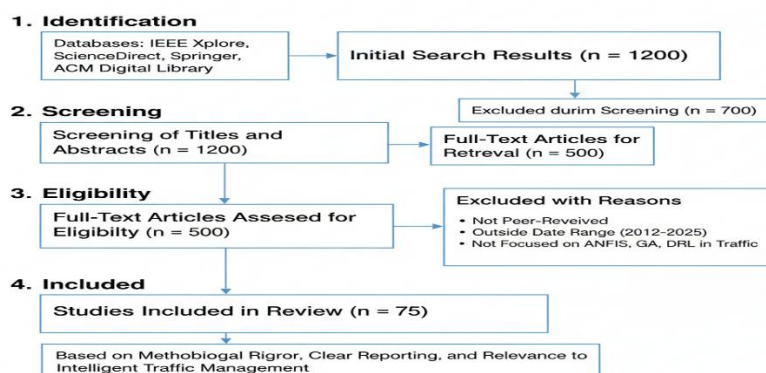 1. Identification
Databases: IEEE Xplore,
ScienceDirect, Springer,
ACM Digital Library
Initial Search Results (n = 1200)
Excluded durim Screening (n = 700)
2. Screening
Screening of Titles and
Abstracts (n = 1200)
Full-Text Articles for
Retreval (n = 500)
3. Eligibility
Full-Text Articles Assesed for
Eligibilty (n = 500)
Excluded with Reasons
• Not Peer-Reveived
• Outside Date Range (2012-2025)
• Not Focused on ANFIS, GA, DRL in Traffic
4. Included
Studies Included in Review (n = 75)
Based on Methobiogal Rigror, Clear Reporting, and Relevance to
Intelligent Traffic Management